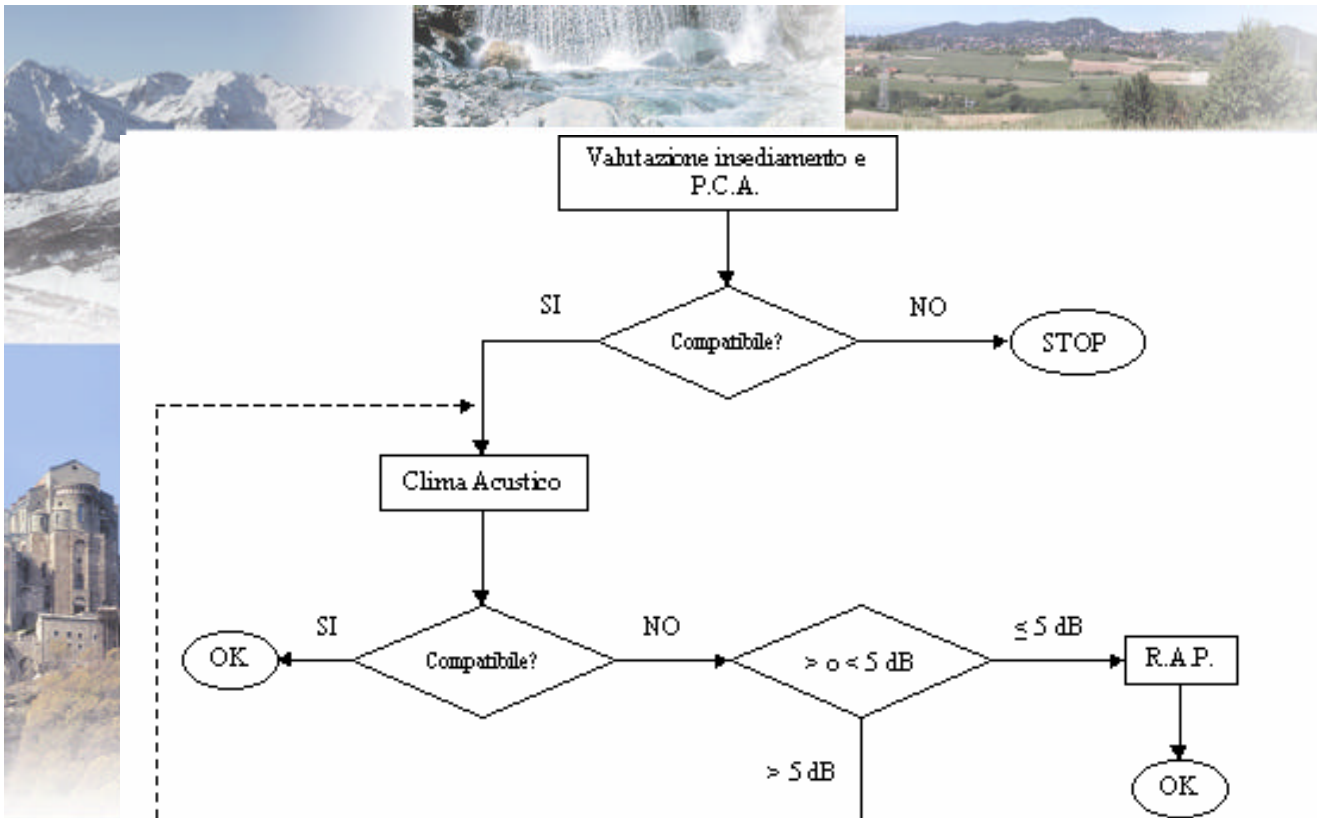 Valutazione insediamento e
P.C.A.
SI
NO
Compatibile?
STOP
Clima Acustico
SI
NO
≤ 5 dB
OK
Compatibile?
> o < 5 dB
R.A.P.
> 5 dB
OK